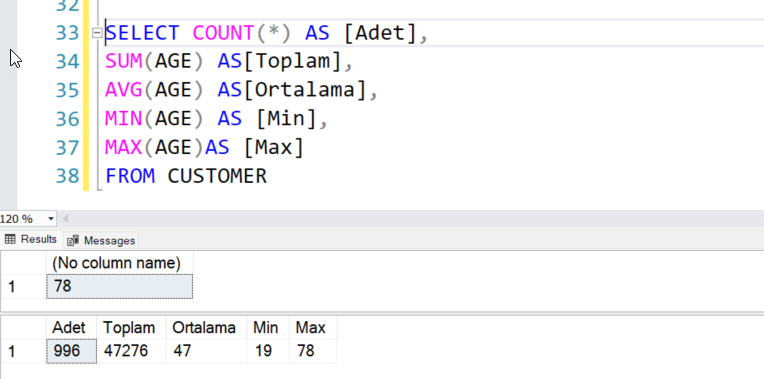 32
33 SELECT COUNT(*) AS [Adet],
34 SUM(AGE) AS[Toplam],
35 AVG(AGE) AS[Ortalama],
36 MIN(AGE) AS [Min],
37 MAX(AGE)AS [Max]
38 FROM CUSTOMER
120 %
Results Messages
(No column name)
1 78
Adet Toplam Ortalama Min Max
1 996 47276 47 19 78